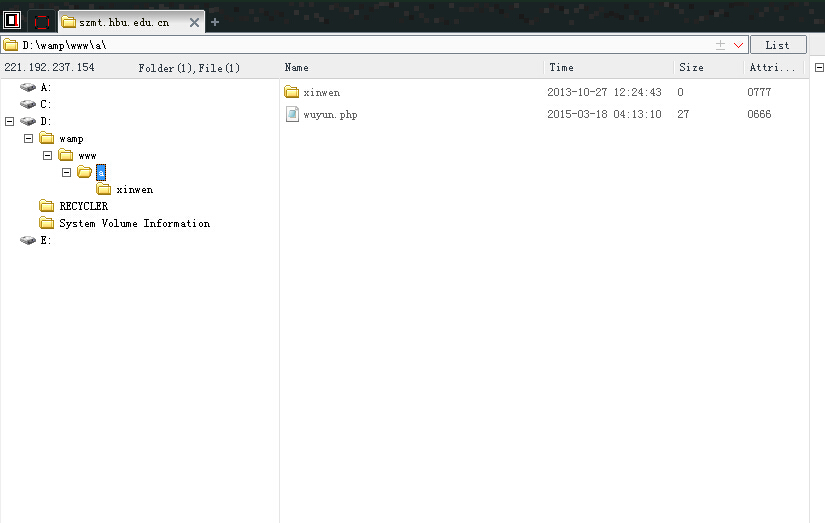 szmt.hbu.edu.cn
D:\wamp\www\a\ List
221.192.237.154 Folder(1),File(1) Name Time Size Attri...
A: xinwen 2013-10-27 12:24:43 0 0777
C:
D: wuyun.php 2015-03-18 04:13:10 27 0666
wamp
www
a
xinwen
RECYCLER
System Volume Information
E: